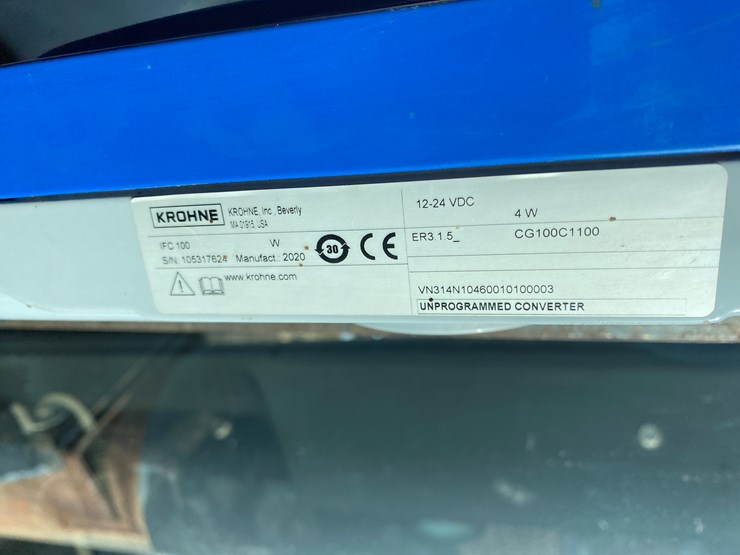 KROHNE
KROHNE, Inc., Beverly
MA 01915, USA
IFC 100 W
S/N: 105317624 Manufact.: 2020
30
CE
www.krohne.com
12-24 VDC
4 W
ER3.1.5_ CG100C1100
VN314N10460010100003
UNPROGRAMMED CONVERTER